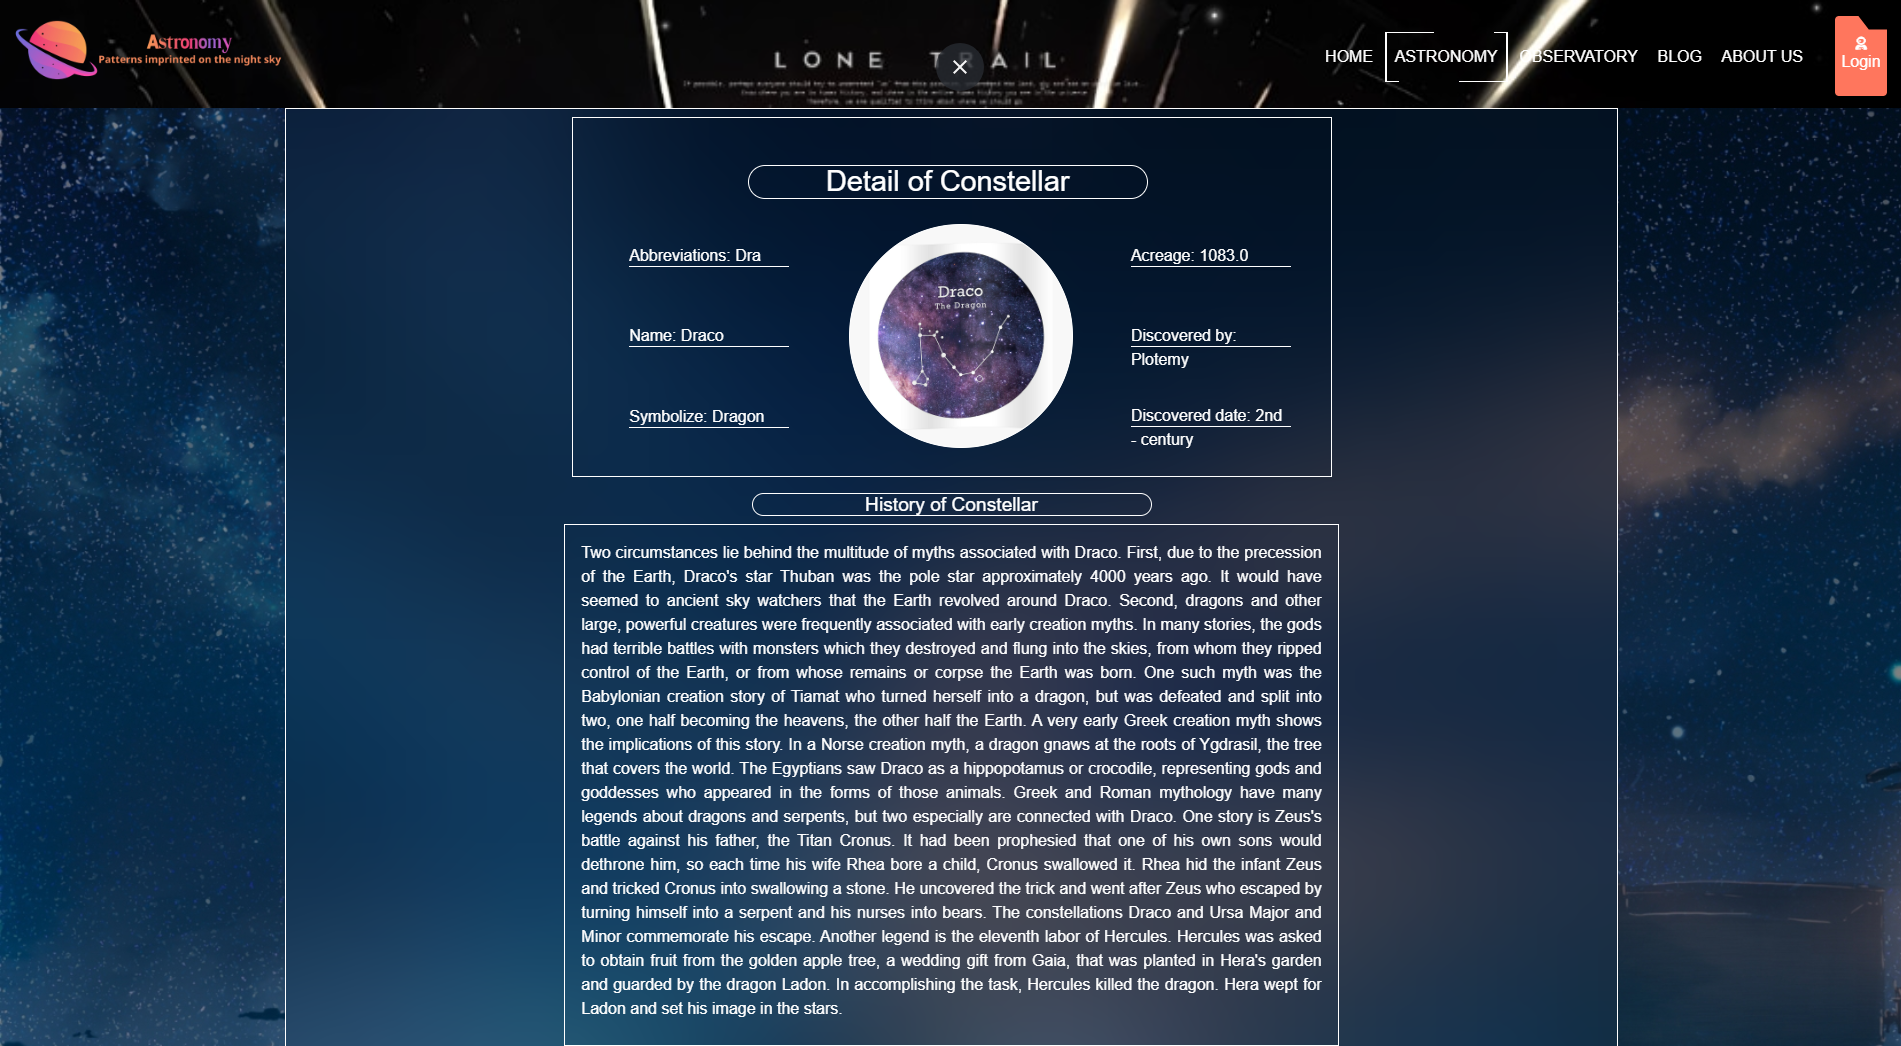 Astronomy
Patterns imprinted on the night sky
LONE TRAIL
HOME
ASTRONOMY
OBSERVATORY
BLOG
ABOUT US
Login
Detail of Constellar
Abbreviations: Dra
Name: Draco
Symbolize: Dragon
Draco
The Dragon
Acreage: 1083.0
Discovered by:
Plotemy
Discovered date: 2nd
- century
History of Constellar
Two circumstances lie behind the multitude of myths associated with Draco. First, due to the precession
of the Earth, Draco's star Thuban was the pole star approximately 4000 years ago. It would have
seemed to ancient sky watchers that the Earth revolved around Draco. Second, dragons and other
large, powerful creatures were frequently associated with early creation myths. In many stories, the gods
had terrible battles with monsters which they destroyed and flung into the skies, from whom they ripped
control of the Earth, or from whose remains or corpse the Earth was born. One such myth was the
Babylonian creation story of Tiamat who turned herself into a dragon, but was defeated and split into
two, one half becoming the heavens, the other half the Earth. A very early Greek creation myth shows
the implications of this story. In a Norse creation myth, a dragon gnaws at the roots of Ygdrasil, the tree
that covers the world. The Egyptians saw Draco as a hippopotamus or crocodile, representing gods and
goddesses who appeared in the forms of those animals. Greek and Roman mythology have many
legends about dragons and serpents, but two especially are connected with Draco. One story is Zeus's
battle against his father, the Titan Cronus. It had been prophesied that one of his own sons would
dethrone him, so each time his wife Rhea bore a child, Cronus swallowed it. Rhea hid the infant Zeus
and tricked Cronus into swallowing a stone. He uncovered the trick and went after Zeus who escaped by
turning himself into a serpent and his nurses into bears. The constellations Draco and Ursa Major and
Minor commemorate his escape. Another legend is the eleventh labor of Hercules. Hercules was asked
to obtain fruit from the golden apple tree, a wedding gift from Gaia, that was planted in Hera's garden
and guarded by the dragon Ladon. In accomplishing the task, Hercules killed the dragon. Hera wept for
Ladon and set his image in the stars.